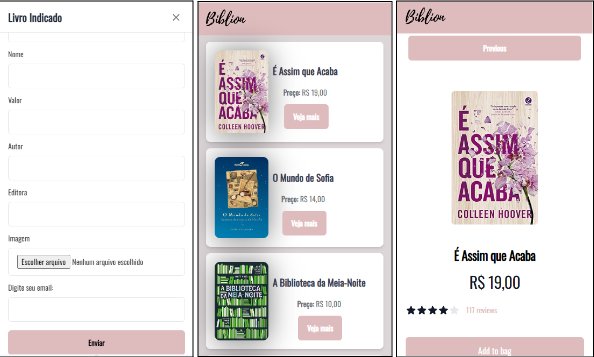 Livro Indicado
Nome
Valor
Autor
Editora
Imagem
Escolher arquivo Nenhum arquivo escolhido
Digite seu email:
Enviar
Biblion
É
ASSIM
QUE
ACABA
COLLEEN HOOVER
É Assim que Acaba
Preço: R$ 19,00
Veja mais
O Mundo de Sofia
O Mundo de Sofia
Preço: R$ 14,00
Veja mais
A BIBLIOTECA
DA MEIA-NOITE
A Biblioteca da Meia-Noite
Preço: R$ 10,00
Veja mais
Biblion
Previous
É
ASSIM
QUE
ACABA
COLLEEN HOOVER
É Assim que Acaba
R$ 19,00
117 reviews
Add to bag